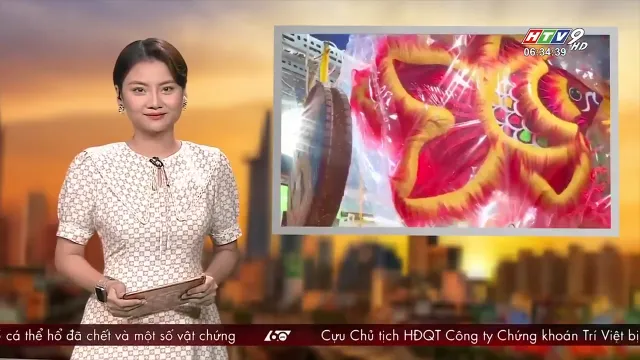 HTV9
HD
06:34:39
cá thể hổ đã chết và một số vật chứng
Cựu Chủ tịch HĐQT Công ty Chứng khoán Trí Việt bị